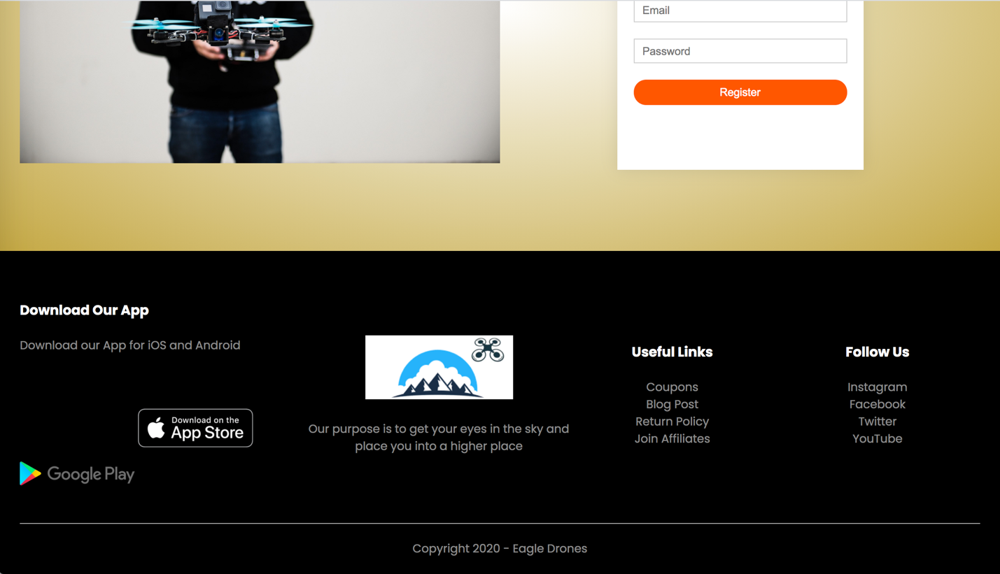 Email
Password
Register
Download Our App
Download our App for iOS and Android
Download on the
App Store
Google Play
Our purpose is to get your eyes in the sky and
place you into a higher place
Useful Links
Coupons
Blog Post
Return Policy
Join Affiliates
Follow Us
Instagram
Facebook
Twitter
YouTube
Copyright 2020 - Eagle Drones